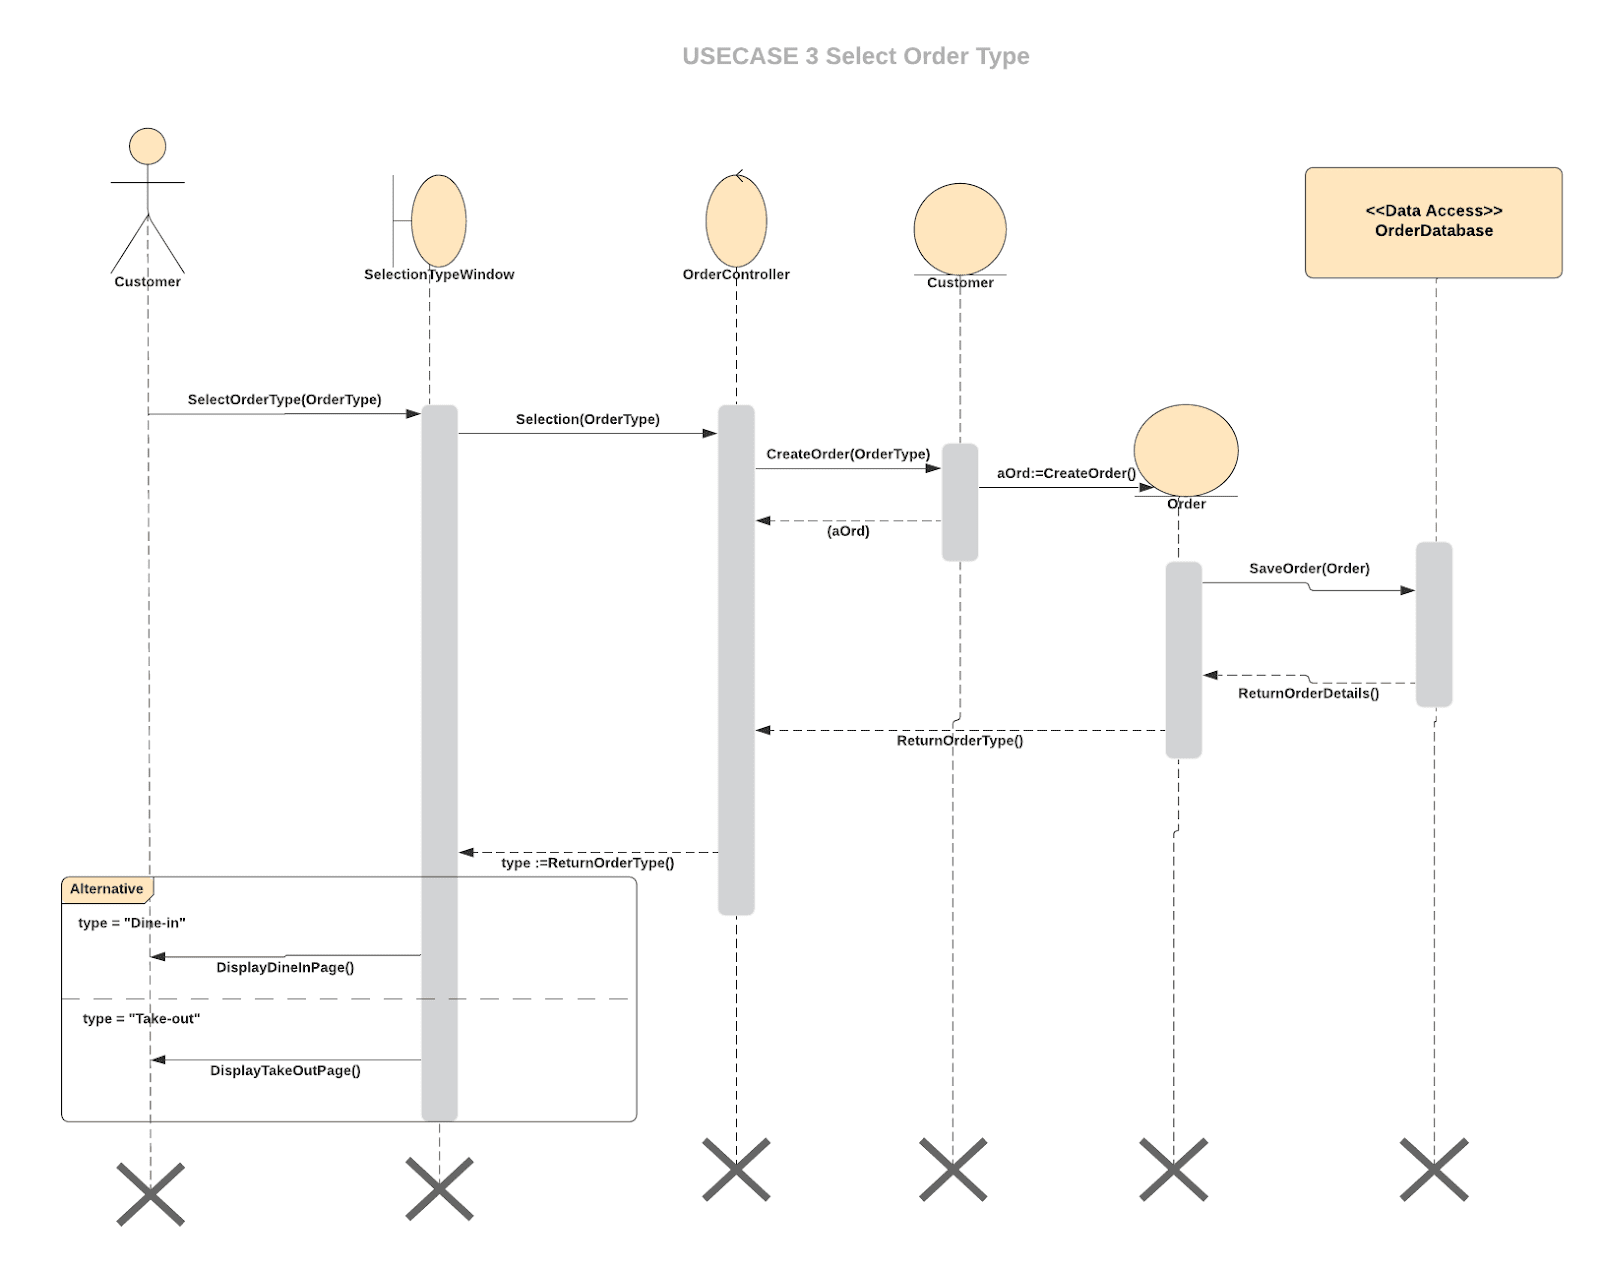 USECASE 3 Select Order Type
<<Data Access>>
OrderDatabase
Customer
SelectionTypeWindow
OrderController
Customer
SelectOrderType(OrderType)
Selection(OrderType)
CreateOrder(OrderType)
aOrd:=CreateOrder()
Order
(aOrd)
SaveOrder(Order)
ReturnOrderDetails()
ReturnOrderType()
type :=ReturnOrderType()
Alternative
type = "Dine-in"
DisplayDineInPage()
type = "Take-out"
DisplayTakeOutPage()